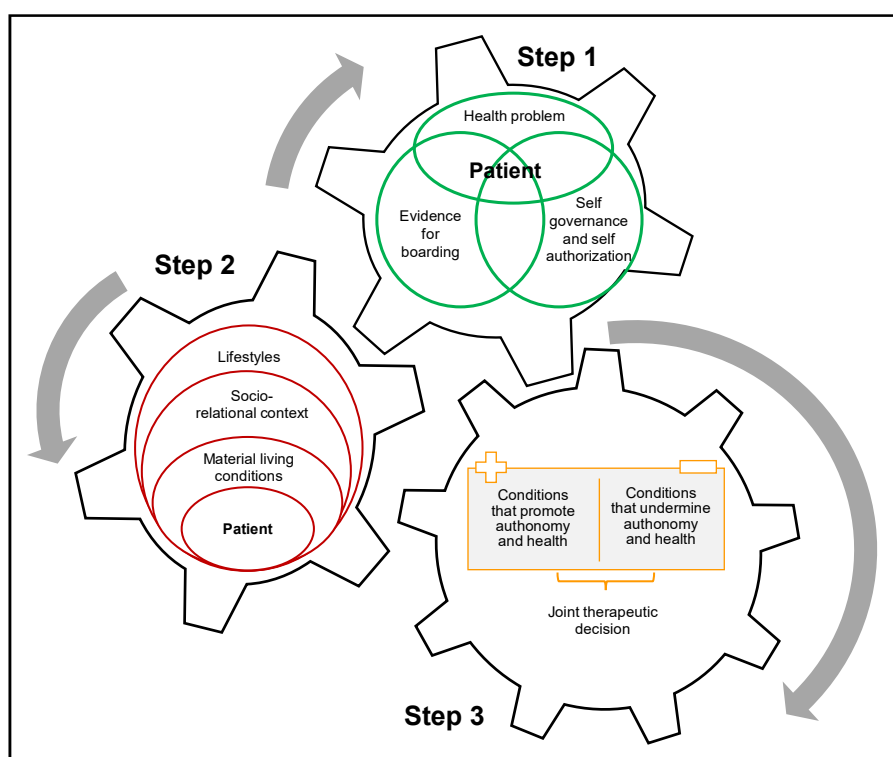 Step 1
Health problem
Patient
Evidence
for
boarding
Self
governance
and self
authorization
Step 2
Lifestyles
Socio-
relational context
Material living
conditions
Patient
Conditions
that promote
authonomy
and health
Conditions
that undermine
authonomy
and health
Joint therapeutic
decision
Step 3